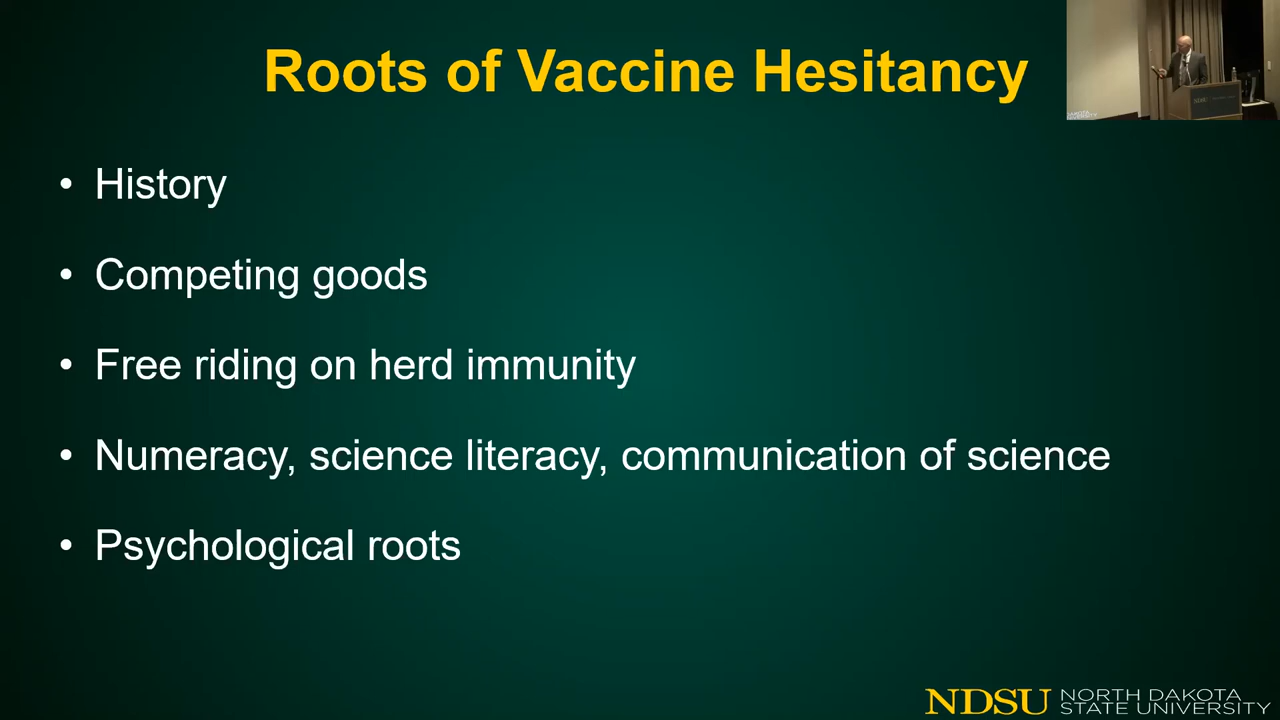 Roots of Vaccine Hesitancy
• History
• Competing goods
• Free riding on herd immunity
• Numeracy, science literacy, communication of science
• Psychological roots
NDSU
NDSU NORTH DAKOTA
STATE UNIVERSITY